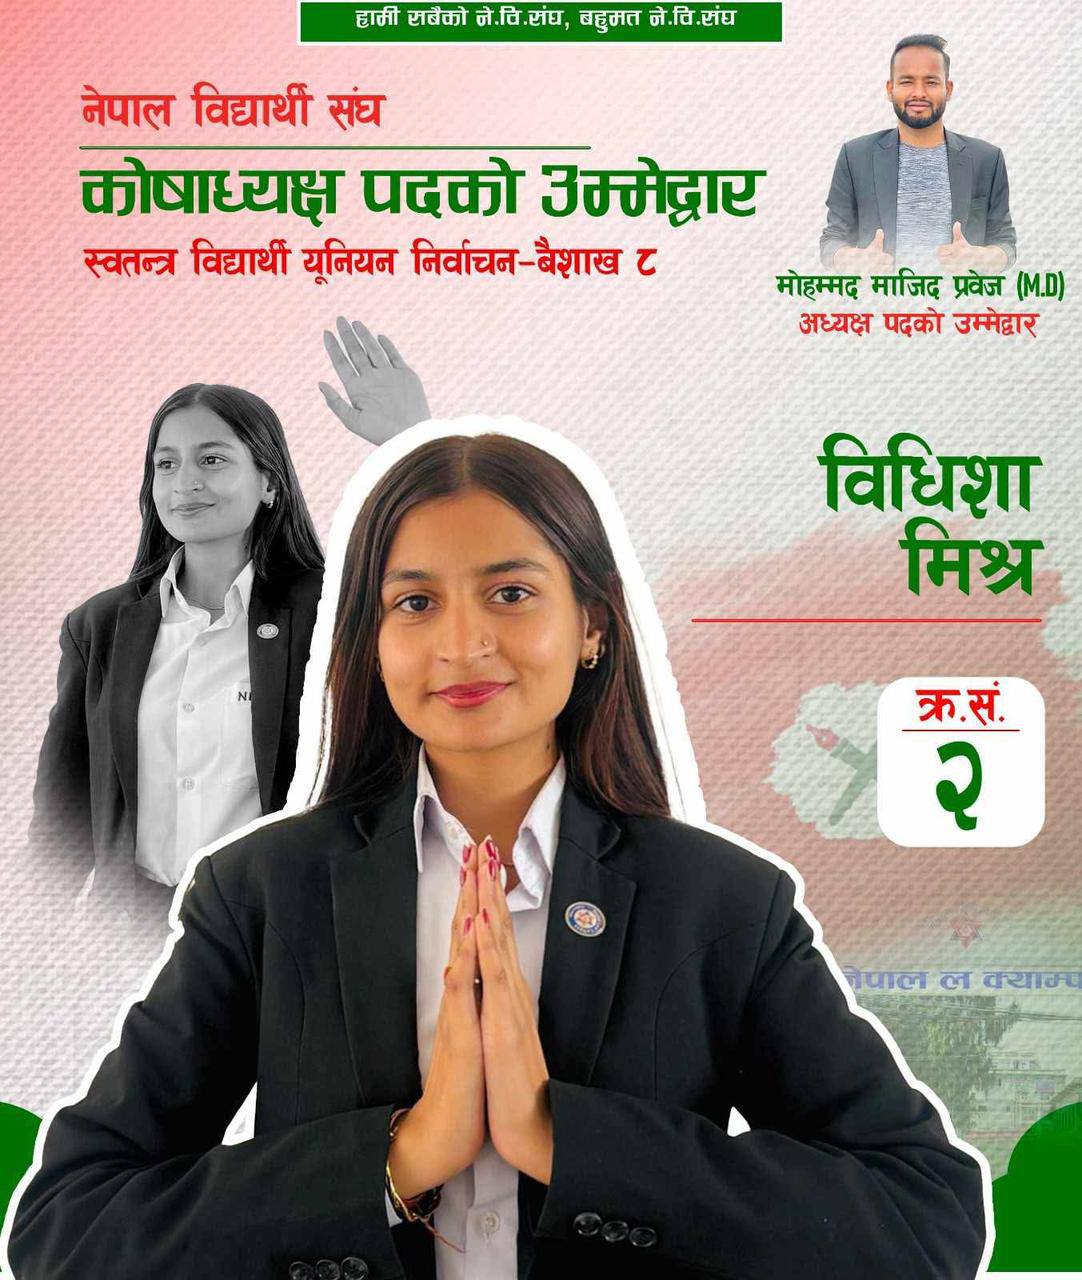 हामी सबैको ने.वि.संघ, बहुमत ने.वि.संघ
नेपाल विद्यार्थी संघ
कोषाध्यक्ष पदको उम्मेद्वार
स्वतन्त्र विद्यार्थी यूनियन निर्वाचन-बैशाख ८
मोहम्मद माजिद प्रवेज (M.D)
अध्यक्ष पदको उम्मेद्वार
विधिशा
मिश्र
क्र.सं.
२
नेपाल ल क्याम्प